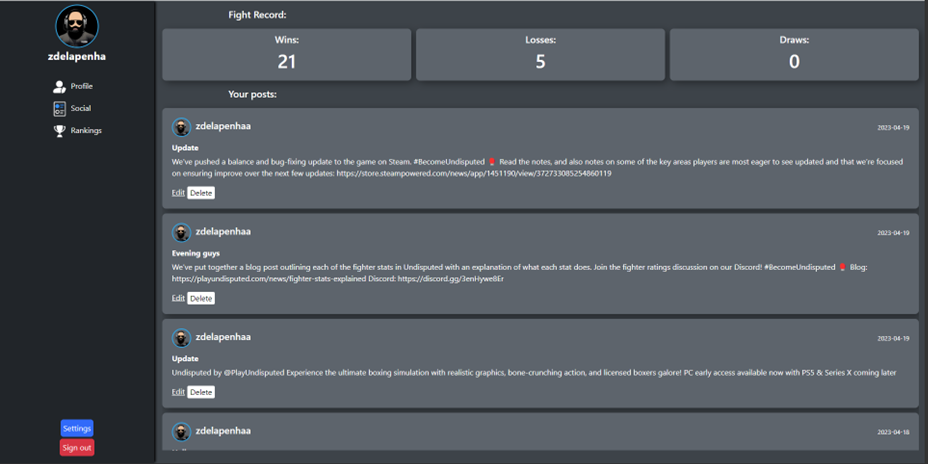 zdelapenha
Profile
Social
Rankings
Settings
Sign out
Fight Record:
Wins:
21
Losses:
5
Draws:
0
Your posts:
zdelapenhaa
2023-04-19
Update
We've pushed a balance and bug-fixing update to the game on Steam. #BecomeUndisputed 🥊 Read the notes, and also notes on some of the key areas players are most eager to see updated and that we're focused
on ensuring improve over the next few updates: https://store.steampowered.com/news/app/1451190/view/372733085254860119
Edit Delete
zdelapenhaa
2023-04-19
Evening guys
We've put together a blog post outlining each of the fighter stats in Undisputed with an explanation of what each stat does. Join the fighter ratings discussion on our Discord! #BecomeUndisputed 🥊 Blog:
https://playundisputed.com/news/fighter-stats-explained Discord: https://discord.gg/3enHywe8Er
Edit Delete
zdelapenhaa
2023-04-19
Update
Undisputed by @PlayUndisputed Experience the ultimate boxing simulation with realistic graphics, bone-crunching action, and licensed boxers galore! PC early access available now with PS5 & Series X coming later
Edit Delete
zdelapenhaa
2023-04-18